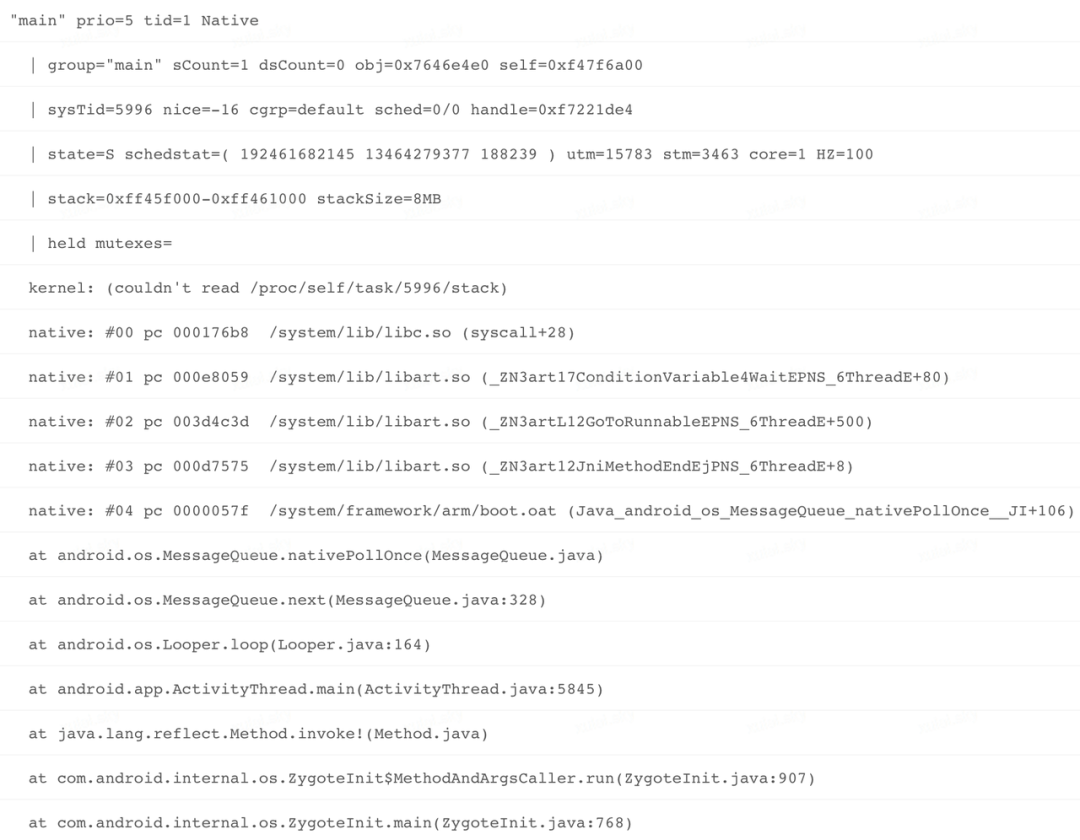 "main" prio=5 tid=1 Native
| group="main" sCount=1 dsCount=0 obj=0x7646e4e0 self=0xf47f6a00
| sysTid=5996 nice=-16 cgrp=default sched=0/0 handle=0xf7221de4
| state=S schedstat=( 192461682145 13464279377 188239 ) utm=15783 stm=3463 core=1 HZ=100
| stack=0xff45f000-0xff461000 stackSize=8MB
| held mutexes=
kernel: (couldn't read /proc/self/task/5996/stack)
native: #00 pc 000176b8  /system/lib/libc.so (syscall+28)
native: #01 pc 000e8059  /system/lib/libart.so (_ZN3art17ConditionVariable4WaitEPNS_6ThreadE+80)
native: #02 pc 003d4c3d  /system/lib/libart.so (_ZN3artL12GoToRunnableEPNS_6ThreadE+500)
native: #03 pc 000d7575  /system/lib/libart.so (_ZN3art12JniMethodEndEjPNS_6ThreadE+8)
native: #04 pc 0000057f  /system/framework/arm/boot.oat (Java_android_os_MessageQueue_nativePollOnce__JI+106)
at android.os.MessageQueue.nativePollOnce(MessageQueue.java)
at android.os.MessageQueue.next(MessageQueue.java:328)
at android.os.Looper.loop(Looper.java:164)
at android.app.ActivityThread.main(ActivityThread.java:5845)
at java.lang.reflect.Method.invoke!(Method.java)
at com.android.internal.os.ZygoteInit$MethodAndArgsCaller.run(ZygoteInit.java:907)
at com.android.internal.os.ZygoteInit.main(ZygoteInit.java:768)